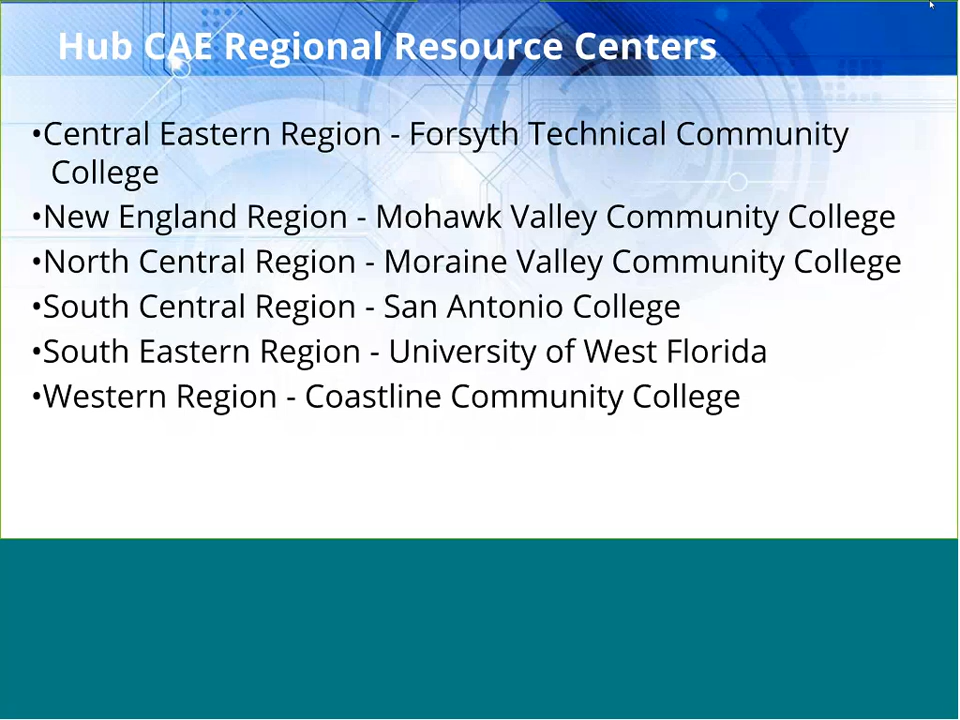 Hub CAE Regional Resource Centers
•Central Eastern Region - Forsyth Technical Community
College
•New England Region - Mohawk Valley Community College
•North Central Region - Moraine Valley Community College
•South Central Region - San Antonio College
•South Eastern Region - University of West Florida
•Western Region - Coastline Community College